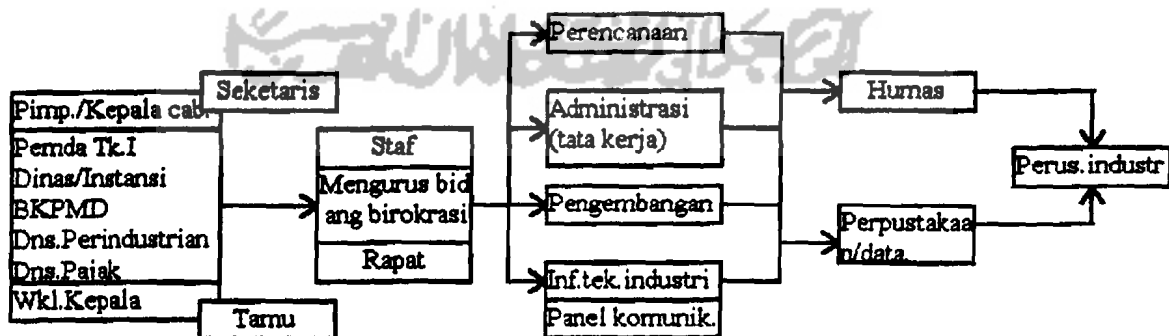 Seketaris
Pimp./Kepala cab.
Pemda Tk.I
Dinas/Instansi
BKPMD
Dns.Perindustrian
Dns.Pajak
Wkl.Kepala
Tamu
Staf
Mengurus bid
ang birokrasi
Rapat
Perencanaan
Administrasi
(tata kerja)
Pengembangan
Inf.tek.industri
Panel komunik.
Humas
Perpustakaa
n/data
Perus.industr